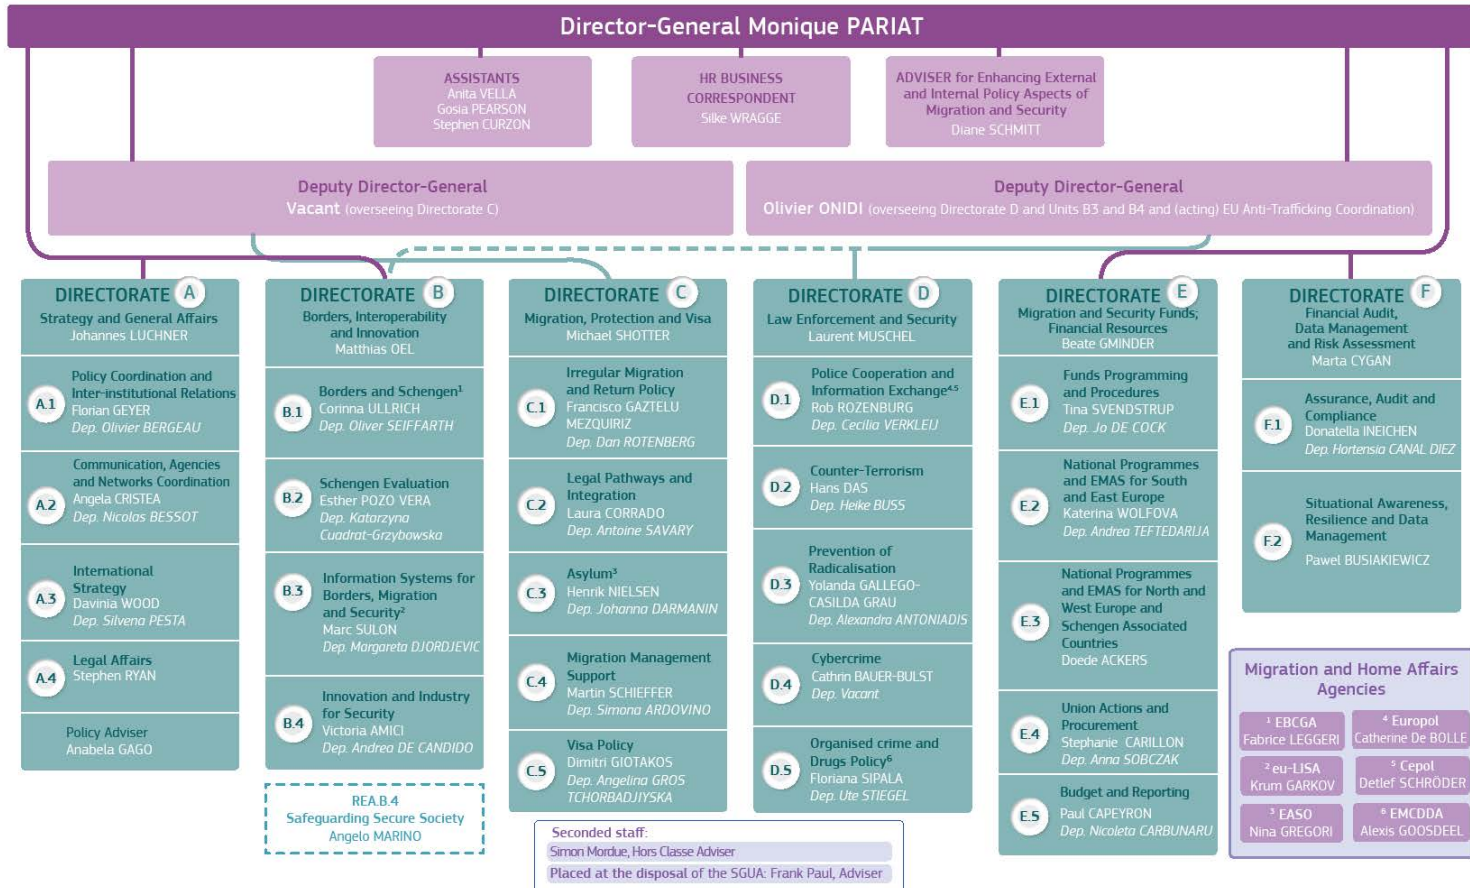 Director-General Monique PARIAT
ASSISTANTS
Anita VELLA
Gosia PEARSON
Stephen CURZON
HR BUSINESS
CORRESPONDENT
Silke WRAGGE
ADVISER for Enhancing External
and Internal Policy Aspects of
Migration and Security
Diane SCHMITT
Deputy Director-General
Vacant (overseeing Directorate C)
Deputy Director-General
Olivier ONIDI (overseeing Directorate D and Units B3 and B4 and (acting) EU Anti-Trafficking Coordination)
DIRECTORATE A
Strategy and General Affairs
Johannes LUCHNER
A.1
Policy Coordination and
Inter-institutional Relations
Florian GEYER
Dep. Olivier BERGEAU
A.2
Communication, Agencies
and Networks Coordination
Angela CRISTEA
Dep. Nicolas BESSOT
A.3
International
Strategy
Davinia WOOD
Dep. Silvena PESTA
A.4
Legal Affairs
Stephen RYAN
Policy Adviser
Anabela GAGO
DIRECTORATE B
Borders, Interoperability
and Innovation
Matthias OEL
B.1
Borders and Schengen¹
Corinna ULLRICH
Dep. Oliver SEIFFARTH
B.2
Schengen Evaluation
Esther POZO VERA
Dep. Katarzyna
Cuadrat-Grzybowska
B.3
Information Systems for
Borders, Migration
and Security²
Marc SULON
Dep. Margareta DJORDJEVIC
B.4
Innovation and Industry
for Security
Victoria AMICI
Dep. Andrea DE CANDIDO
REA.B.4
Safeguarding Secure Society
Angelo MARINO
DIRECTORATE C
Migration, Protection and Visa
Michael SHOTTER
C.1
Irregular Migration
and Return Policy
Francisco GAZTELU
MEZQUIRIZ
Dep. Dan ROTENBERG
C.2
Legal Pathways and
Integration
Laura CORRADO
Dep. Antoine SAVARY
C.3
Asylum³
Henrik NIELSEN
Dep. Johanna DARMANIN
C.4
Migration Management
Support
Martin SCHIEFFER
Dep. Simona ARDOVINO
C.5
Visa Policy
Dimitri GIOTAKOS
Dep. Angelina GROS
TCHORBADJIYSKA
DIRECTORATE D
Law Enforcement and Security
Laurent MUSCHEL
D.1
Police Cooperation and
Information Exchange⁴·⁵
Rob ROZENBURG
Dep. Cecilia VERKLEIJ
D.2
Counter-Terrorism
Hans DAS
Dep. Heike BUSS
D.3
Prevention of
Radicalisation
Yolanda GALLEGO-
CASILDA GRAU
Dep. Alexandra ANTONIADIS
D.4
Cybercrime
Cathrin BAUER-BULST
Dep. Vacant
D.5
Organised crime and
Drugs Policy⁶
Floriana SIPALA
Dep. Ute STIEGEL
DIRECTORATE E
Migration and Security Funds;
Financial Resources
Beate GMINDER
E.1
Funds Programming
and Procedures
Tina SVENDSTRUP
Dep. Jo DE COCK
E.2
National Programmes
and EMAS for South
and East Europe
Katerina WOLFOVA
Dep. Andrea TEFTEDARIJA
E.3
National Programmes
and EMAS for North and
West Europe and
Schengen Associated
Countries
Doede ACKERS
E.4
Union Actions and
Procurement
Stephanie CARILLON
Dep. Anna SOBCZAK
E.5
Budget and Reporting
Paul CAPEYRON
Dep. Nicoleta CARBUNARU
DIRECTORATE F
Financial Audit,
Data Management
and Risk Assessment
Marta CYGAN
F.1
Assurance, Audit and
Compliance
Donatella INEICHEN
Dep. Hortensia CANAL DIEZ
F.2
Situational Awareness,
Resilience and Data
Management
Pawel BUSIAKIEWICZ
Migration and Home Affairs
Agencies
¹ EBCGA
Fabrice LEGGERI
⁴ Europol
Catherine De BOLLE
² eu-LISA
Krum GARKOV
⁵ Cepol
Detlef SCHRÖDER
³ EASO
Nina GREGORI
⁶ EMCDDA
Alexis GOOSDEEL
Seconded staff:
Simon Mordue, Hors Classe Adviser
Placed at the disposal of the SGUA: Frank Paul, Adviser